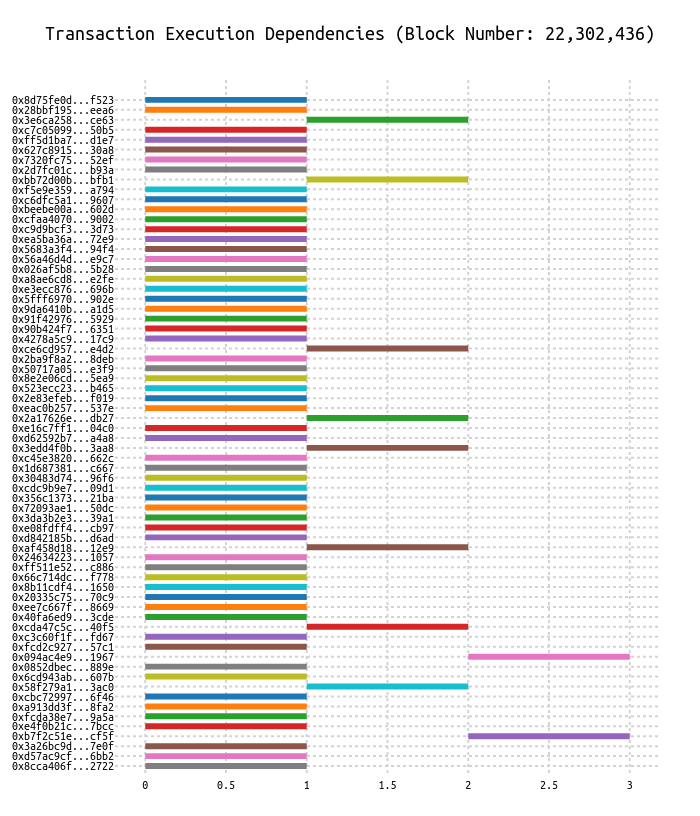 Transaction Execution Dependencies (Block Number: 22,302,436)
0x8d75fe0d...f523
0x28bbf195...eea6
0x3e6ca258...ce63
0xc7c05099...50b5
0xff5d1ba7...d1e7
0x627c8915...30a8
0x7320fc75...52ef
0x2d7fc01c...b93a
0xbb72d00b...bfb1
0xf5e9e359...a794
0xc6dfc5a1...9607
0xbeebe00a...602d
0xcfaa4070...9002
0xc9d9bcf3...3d73
0xea5ba36a...72e9
0x5683a3f4...94f4
0x56a46d4d...e9c7
0x026af5b8...5b28
0xa8ae6cd8...e2fe
0xe3ecc876...696b
0x5fff6970...902e
0x9da6410b...a1d5
0x91f42976...5929
0x90b424f7...6351
0x4278a5c9...17c9
0xce6cd957...e4d2
0x2ba9f8a2...8deb
0x50717a05...e3f9
0x8e2e06cd...5ea9
0x523ecc23...b465
0x2e83efeb...f019
0xeac0b257...537e
0x2a17626e...db27
0xe16c7ff1...04c0
0xd62592b7...a4a8
0x3edd4f0b...3aa8
0xc45e3820...662c
0x1d687381...c667
0x30483d74...96f6
0xcdc9b9e7...09d1
0x356c1373...21ba
0x72093ae1...50dc
0x3da3b2e3...39a1
0xe08fdff4...cb97
0xd842185b...d6ad
0xaf458d18...12e9
0x24634223...1057
0xff511e52...c886
0x66c714dc...f778
0x8b11cdf4...1650
0x20335c75...70c9
0xee7c667f...8669
0x40fa6ed9...3cde
0xcda47c5c...40f5
0xc3c60f1f...fd67
0xfcd2c927...57c1
0x094ac4e9...1967
0x0852dbec...889e
0x6cd943ab...607b
0x58f279a1...3ac0
0xcbc72997...6f46
0xa913dd3f...8fa2
0xfcda38e7...9a5a
0xe4f0b21c...7bcc
0xb7f2c51e...cf5f
0x3a26bc9d...7e0f
0xd57ac9cf...6bb2
0x8cca406f...2722
0 0.5 1 1.5 2 2.5 3